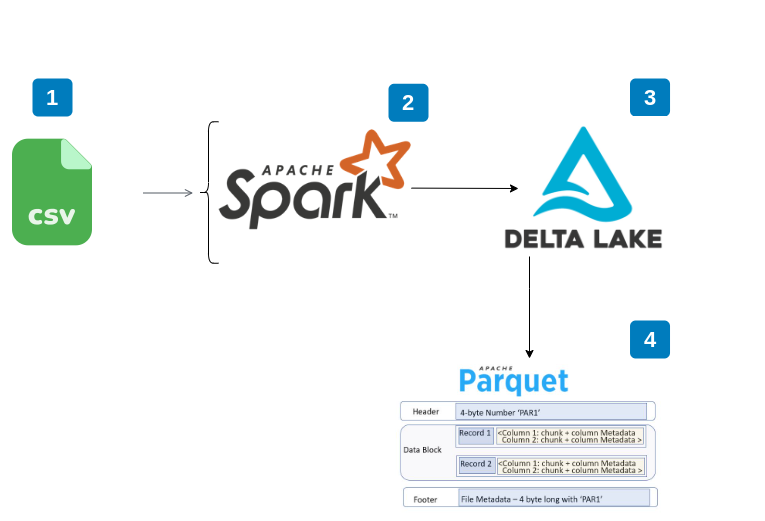 1
2
3
csv
APACHE
Spark
TM
DELTA LAKE
4
APACHE
Parquet
Header
4-byte Number ‘PAR1’
Data Block
Record 1
<Column 1: chunk + column Metadata
Column 2: chunk + column Metadata >
Record 2
<Column 1: chunk + column Metadata
Column 2: chunk + column Metadata >
Footer
File Metadata – 4 byte long with ‘PAR1’